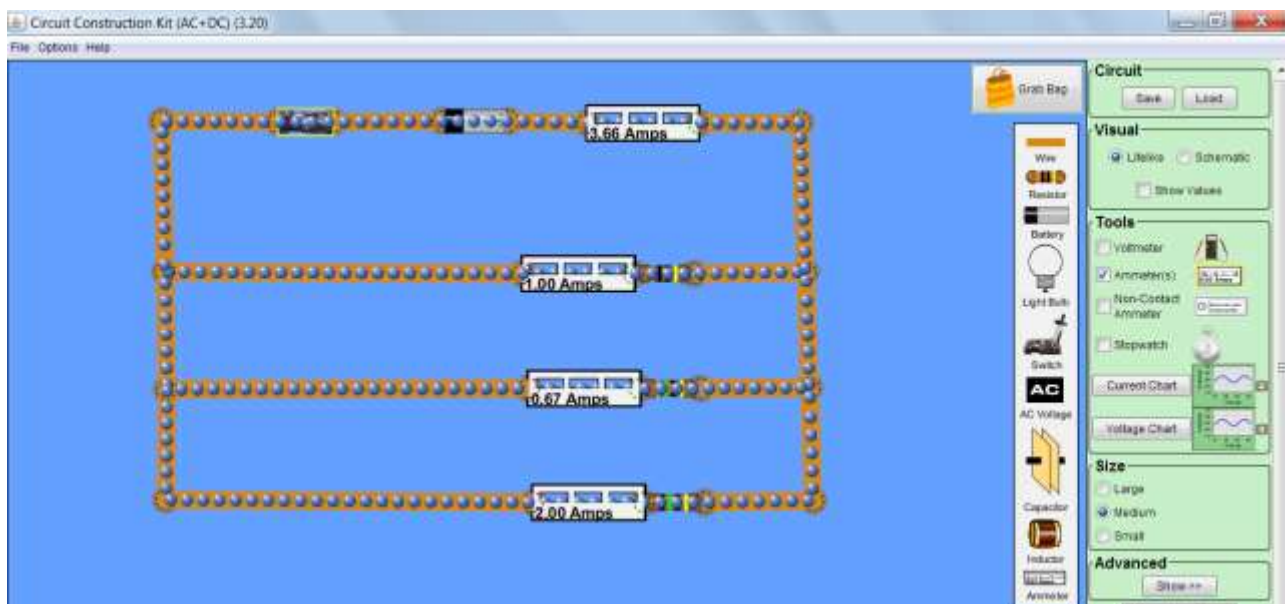 Circuit Construction Kit (AC+DC) (3.20)
File Options Help
Grab Bag
3.66 Amps
1.00 Amps
0.67 Amps
2.00 Amps
Wire
Resistor
Battery
Light Bulb
Switch
AC
AC Voltage
Capacitor
Inductor
Ammeter
Circuit
Save Load
Visual
Lifelike Schematic
Show Values
Tools
Voltmeter
Ammeter(s)
Non-Contact
Ammeter
Stopwatch
Current Chart
Voltage Chart
Size
Large
Medium
Small
Advanced
Show >>